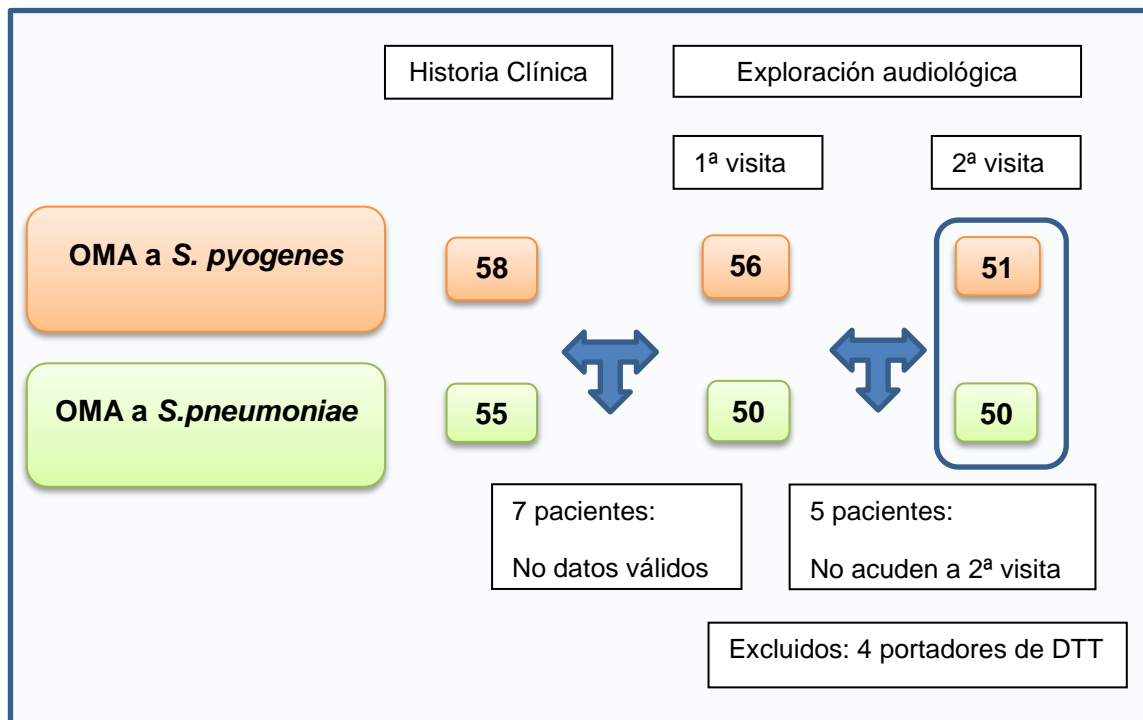 Historia Clínica
Exploración audiológica
1ª visita
2ª visita
OMA a S. pyogenes
58
56
51
OMA a S.pneumoniae
55
50
50
7 pacientes:
No datos válidos
5 pacientes:
No acuden a 2ª visita
Excluidos: 4 portadores de DTT